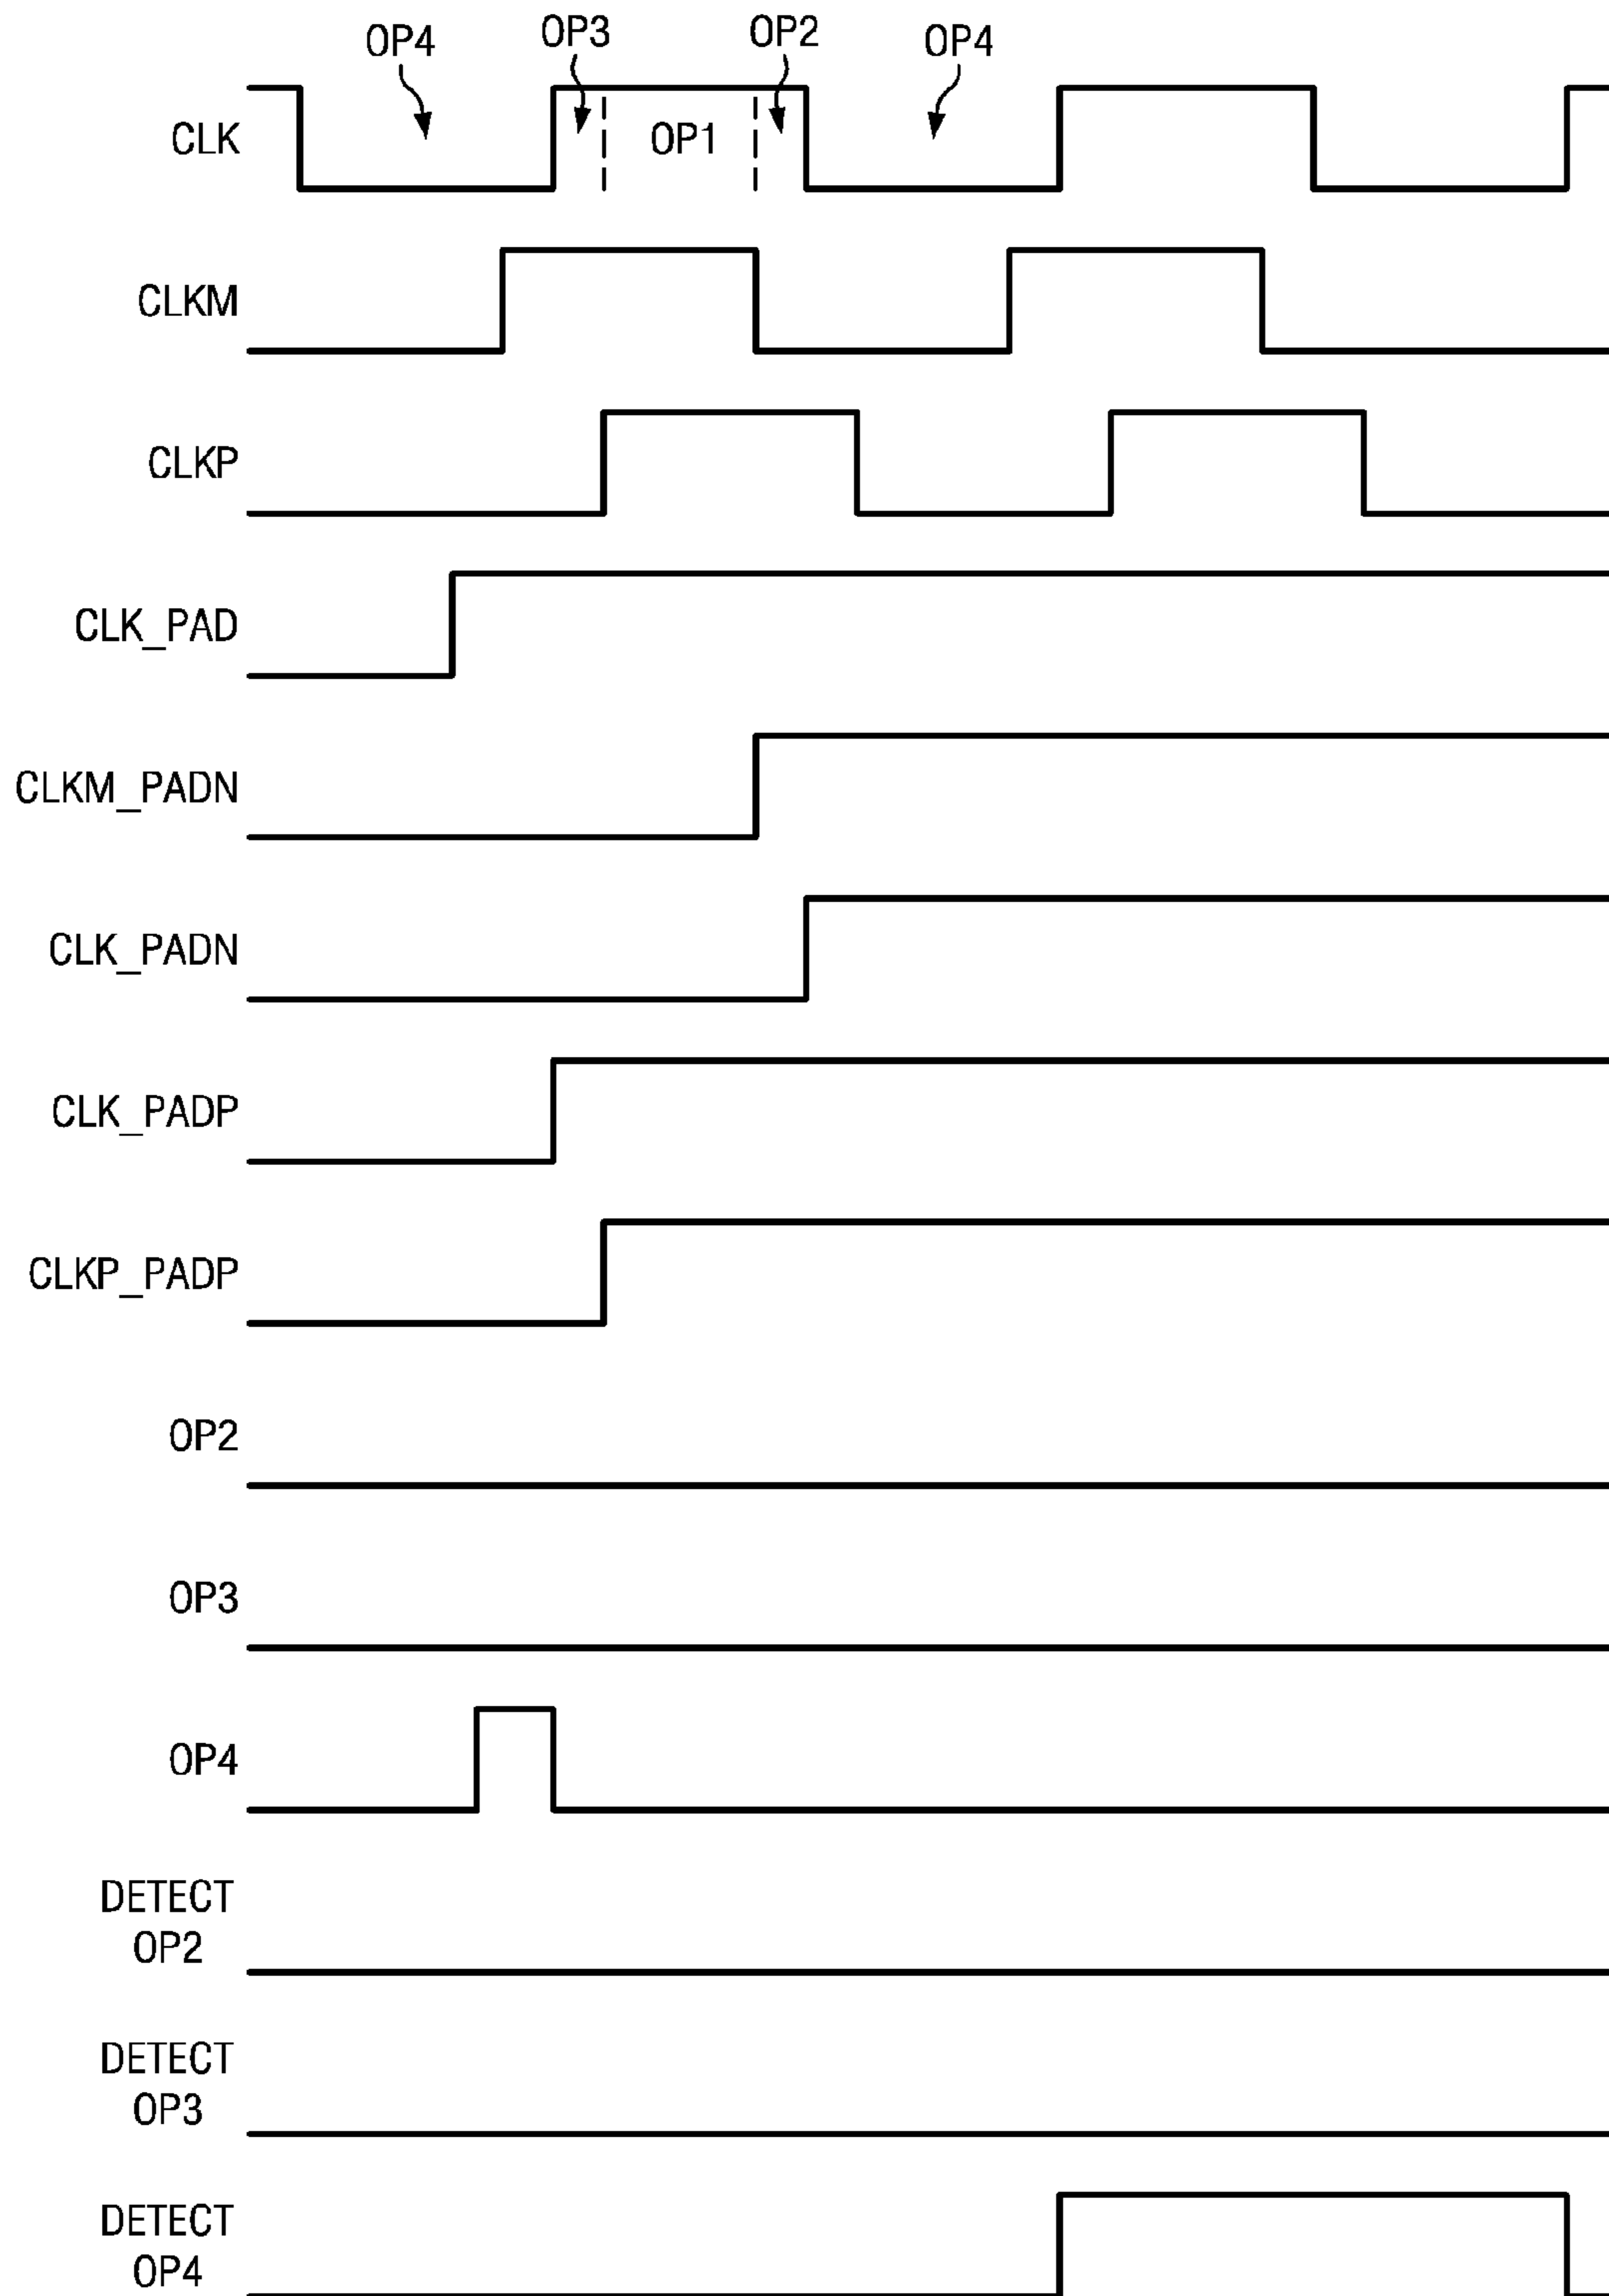 OP4 OP3 OP2 OP4
CLK OP1
CLKM
CLKP
CLK_PAD
CLKM_PADN
CLK_PADN
CLK_PADP
CLKP_PADP
OP2
OP3
OP4
DETECT
OP2
DETECT
OP3
DETECT
OP4